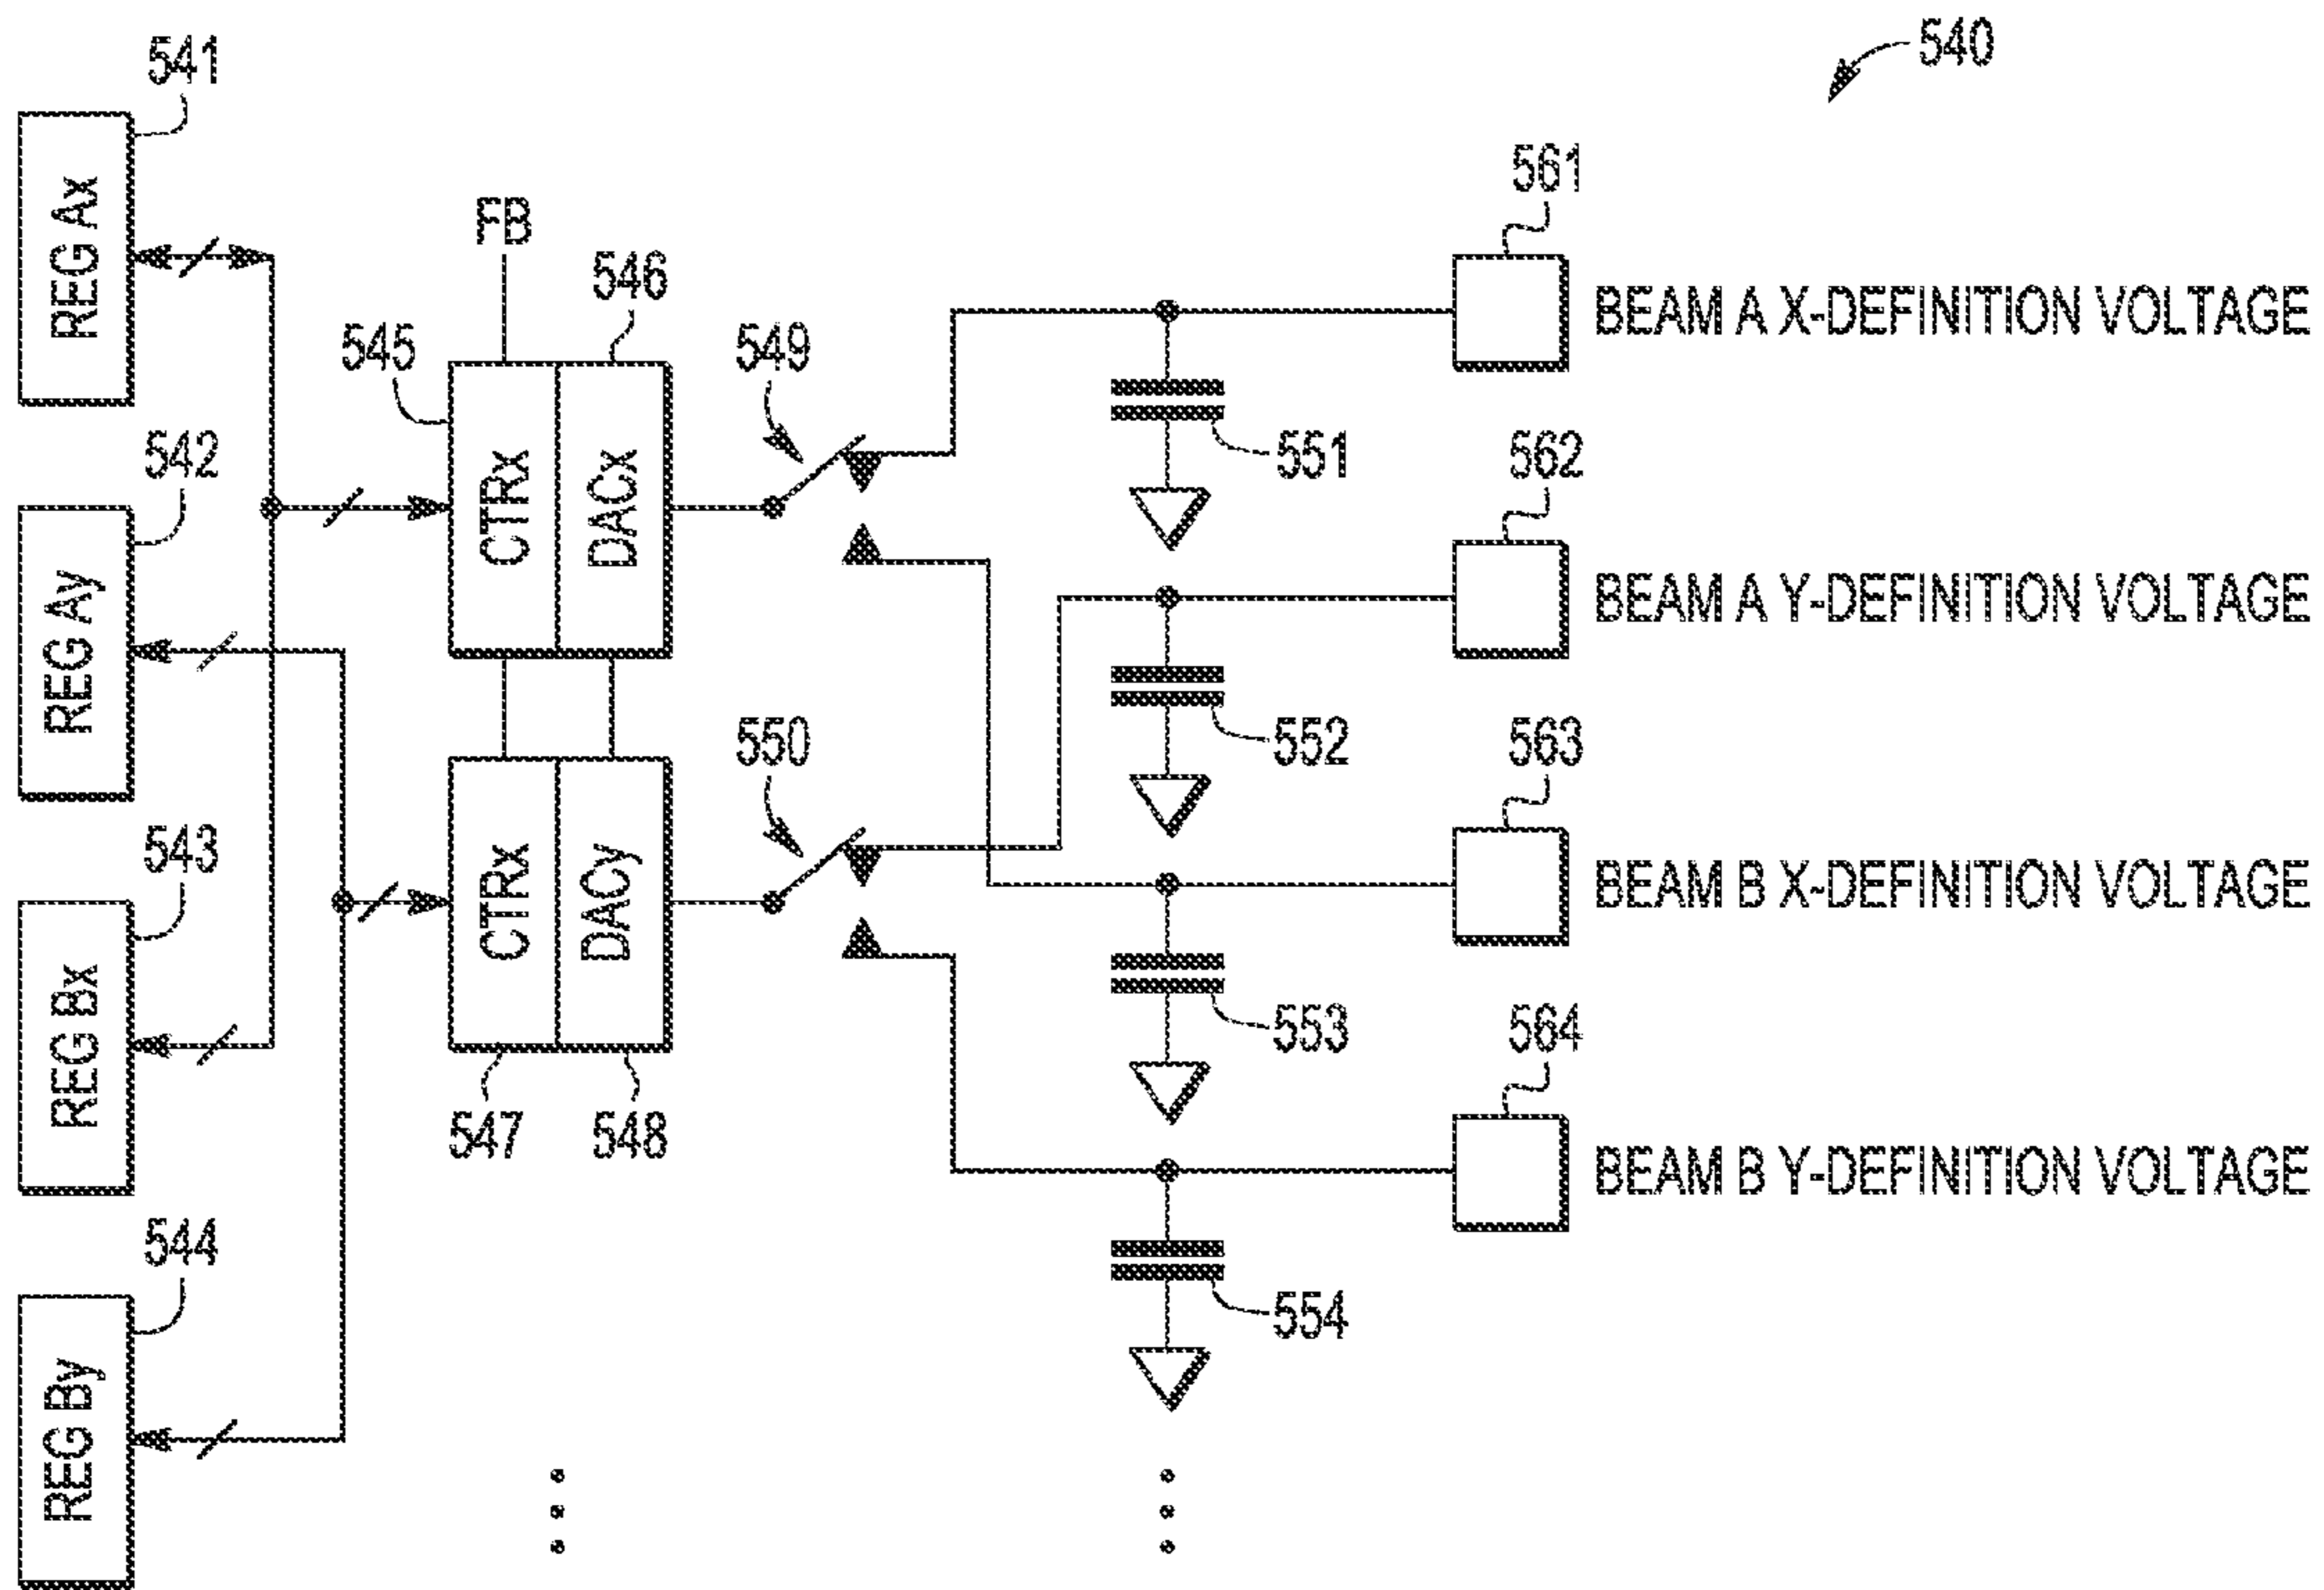 540
541
REG Ax
561
BEAM A X-DEFINITION VOLTAGE
FB
546
545
CTRx
DACx
549
551
542
REG Ay
562
BEAM A Y-DEFINITION VOLTAGE
552
550
563
BEAM B X-DEFINITION VOLTAGE
543
REG Bx
CTRx
DACy
547
548
553
564
BEAM B Y-DEFINITION VOLTAGE
544
REG By
554